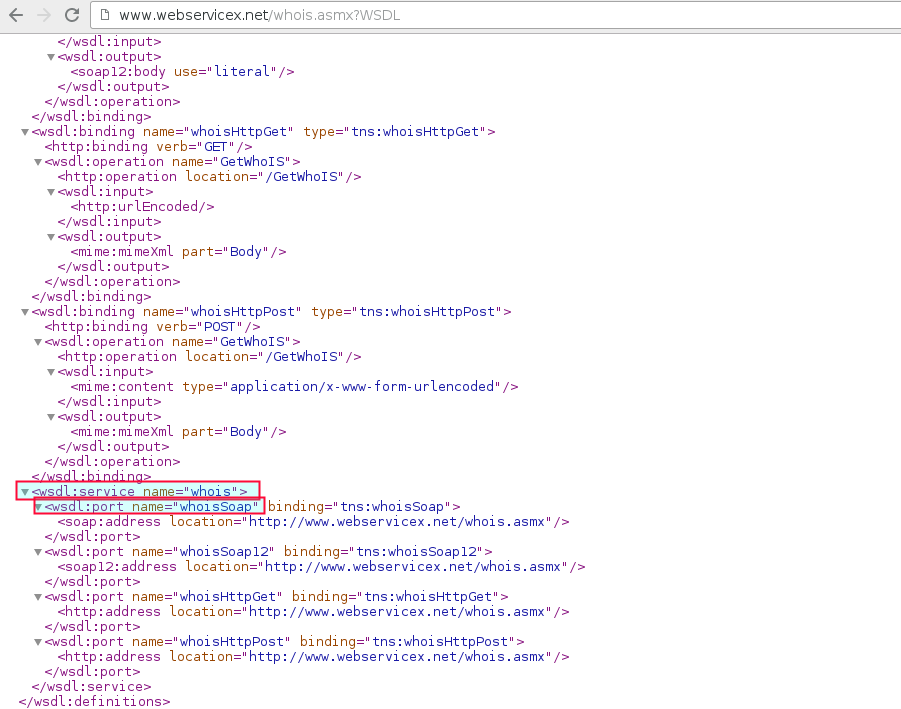 www.webservicex.net/whois.asmx?WSDL
</wsdl:input>
<wsdl:output>
<soap12:body use="literal"/>
</wsdl:output>
</wsdl:operation>
</wsdl:binding>
<wsdl:binding name="whoisHttpGet" type="tns:whoisHttpGet">
<http:binding verb="GET"/>
<wsdl:operation name="GetWhoIS">
<http:operation location="/GetWhoIS"/>
<wsdl:input>
<http:urlEncoded/>
</wsdl:input>
<wsdl:output>
<mime:mimeXml part="Body"/>
</wsdl:output>
</wsdl:operation>
</wsdl:binding>
<wsdl:binding name="whoisHttpPost" type="tns:whoisHttpPost">
<http:binding verb="POST"/>
<wsdl:operation name="GetWhoIS">
<http:operation location="/GetWhoIS"/>
<wsdl:input>
<mime:content type="application/x-www-form-urlencoded"/>
</wsdl:input>
<wsdl:output>
<mime:mimeXml part="Body"/>
</wsdl:output>
</wsdl:operation>
</wsdl:binding>
<wsdl:service name="whois">
<wsdl:port name="whoisSoap" binding="tns:whoisSoap">
<soap:address location="http://www.webservicex.net/whois.asmx"/>
</wsdl:port>
<wsdl:port name="whoisSoap12" binding="tns:whoisSoap12">
<soap12:address location="http://www.webservicex.net/whois.asmx"/>
</wsdl:port>
<wsdl:port name="whoisHttpGet" binding="tns:whoisHttpGet">
<http:address location="http://www.webservicex.net/whois.asmx"/>
</wsdl:port>
<wsdl:port name="whoisHttpPost" binding="tns:whoisHttpPost">
<http:address location="http://www.webservicex.net/whois.asmx"/>
</wsdl:port>
</wsdl:service>
</wsdl:definitions>